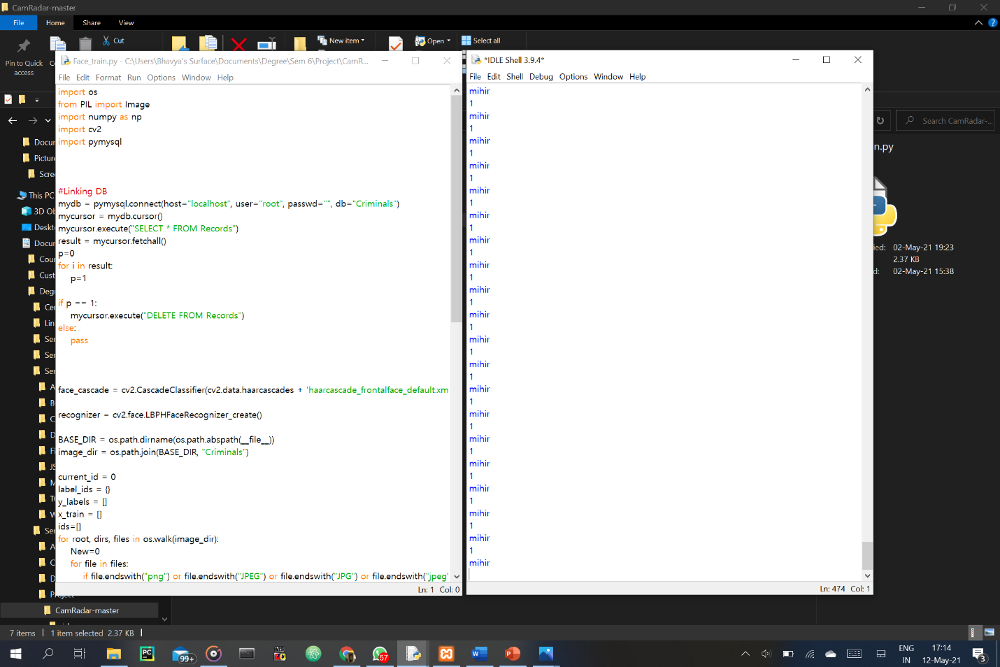 CamRadar-master
File Home Share View
Pin to Quick access
Cut
New item
Open
Select all
Face_train.py - C:\Users\Bhavya's Surface\Documents\Degree\Sem 6\Project\CamR...
File Edit Format Run Options Window Help
import os
from PIL import Image
import numpy as np
import cv2
import pymysql
#Linking DB
mydb = pymysql.connect(host="localhost", user="root", passwd="", db="Criminals")
mycursor = mydb.cursor()
mycursor.execute("SELECT * FROM Records")
result = mycursor.fetchall()
p=0
for i in result:
p=1
if p == 1:
mycursor.execute("DELETE FROM Records")
else:
pass
face_cascade = cv2.CascadeClassifier(cv2.data.haarcascades + 'haarcascade_frontalface_default.xm
recognizer = cv2.face.LBPHFaceRecognizer_create()
BASE_DIR = os.path.dirname(os.path.abspath(__file__))
image_dir = os.path.join(BASE_DIR, "Criminals")
current_id = 0
label_ids = {}
y_labels = []
x_train = []
ids=[]
for root, dirs, files in os.walk(image_dir):
New=0
for file in files:
if file.endswith("png") or file.endswith("JPEG") or file.endswith("JPG") or file.endswith("jpeg"
Ln: 1 Col: 0
*IDLE Shell 3.9.4*
File Edit Shell Debug Options Window Help
mihir
1
mihir
1
mihir
1
mihir
1
mihir
1
mihir
1
mihir
1
mihir
1
mihir
1
mihir
1
mihir
1
mihir
1
mihir
1
mihir
1
mihir
1
mihir
1
mihir
1
mihir
1
mihir
1
mihir
Ln: 474 Col: 1
Search CamRadar-...
n.py
ied: 02-May-21 19:23
2.37 KB
d: 02-May-21 15:38
Docu
Picture
Scree
This PC
3D Ob
Deskt
Docu
Cou
Cust
Degr
Cer
Lin
Ser
Ser
Ser
A
B
C
D
Fi
JS
M
TC
W
Ser
A
C
D
Project
CamRadar-master
7 items 1 item selected 2.37 KB
99+
57
ENG
IN
17:14
12-May-21
3